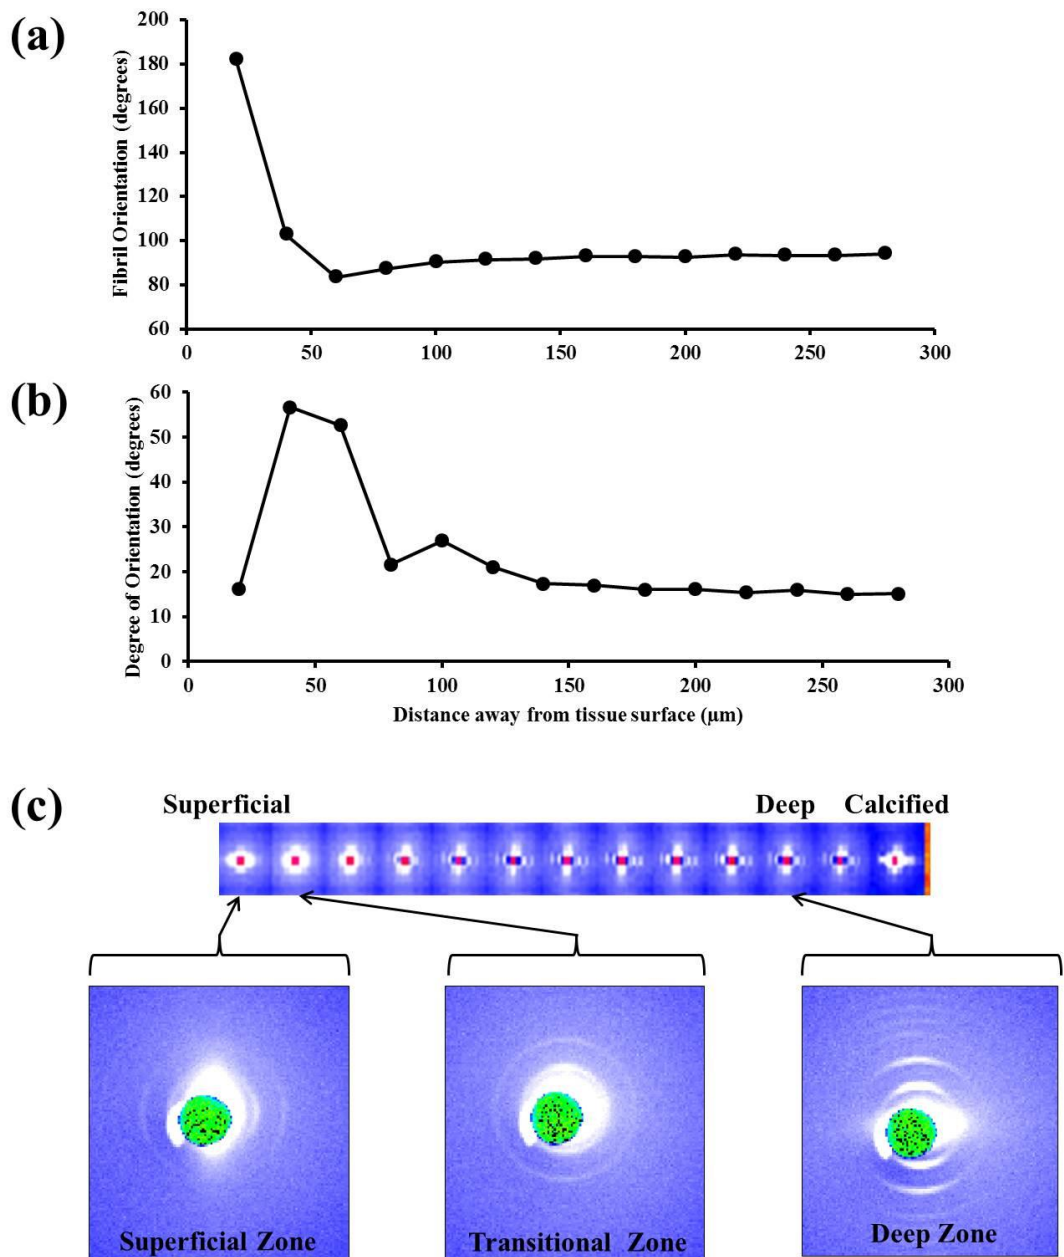 (a)
Fibril Orientation (degrees)
200
180
160
140
120
100
80
60
0 50 100 150 200 250 300
(b)
Degree of Orientation (degrees)
60
50
40
30
20
10
0
0 50 100 150 200 250 300
Distance away from tissue surface (µm)
(c)
Superficial Deep Calcified
Superficial Zone Transitional Zone Deep Zone